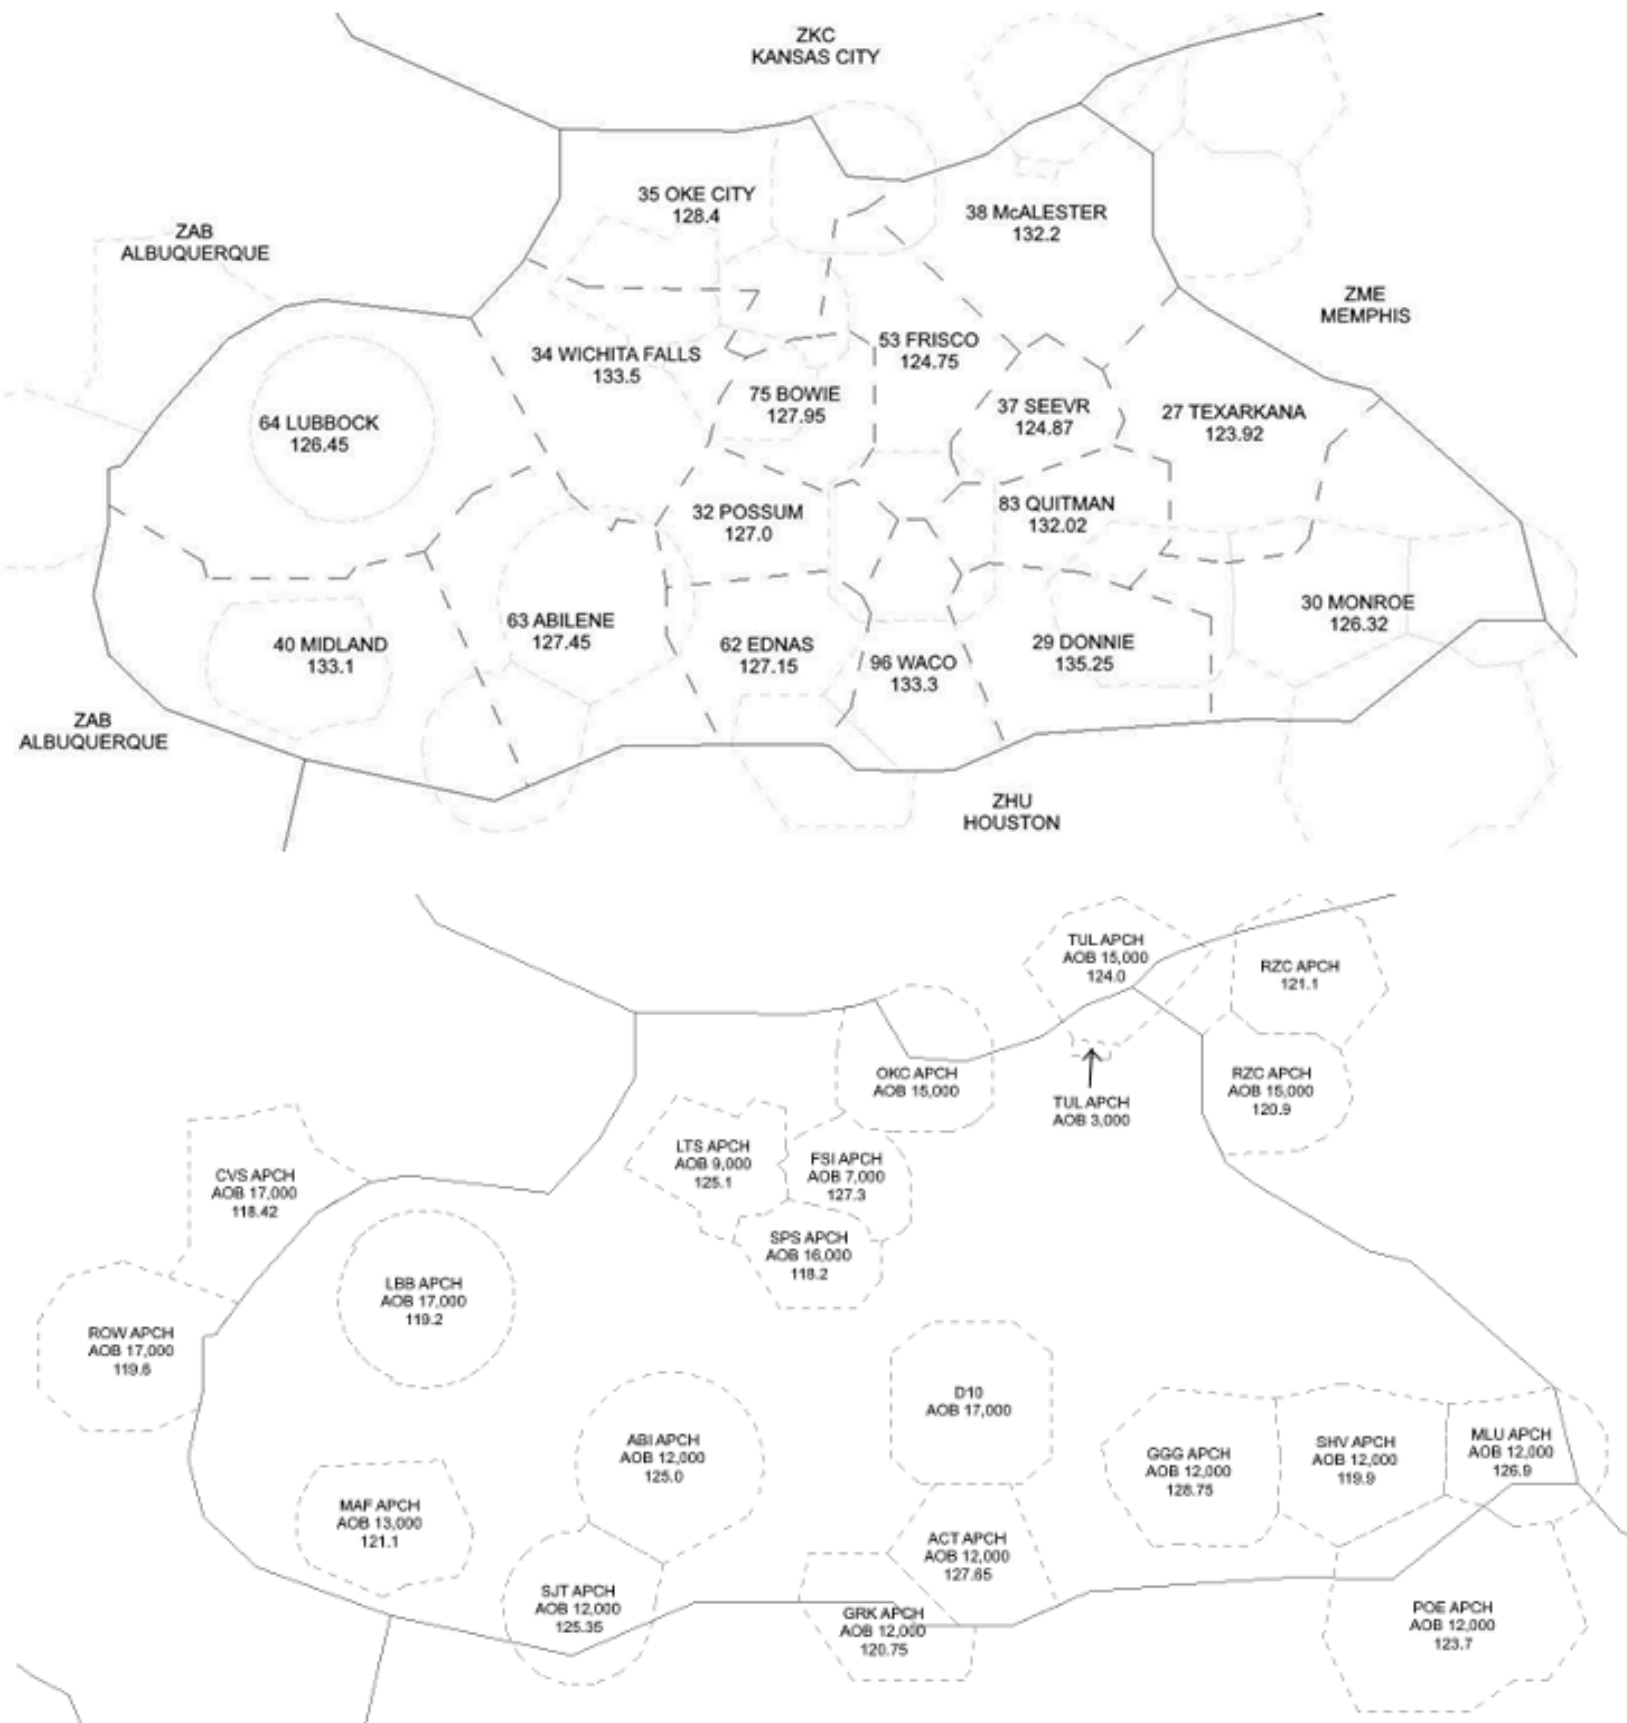 ZKC
KANSAS CITY
35 OKE CITY
128.4
38 McALESTER
132.2
ZAB
ALBUQUERQUE
ZME
MEMPHIS
34 WICHITA FALLS
133.5
53 FRISCO
124.75
75 BOWIE
127.95
37 SEEVR
124.87
27 TEXARKANA
123.92
64 LUBBOCK
126.45
32 POSSUM
127.0
83 QUITMAN
132.02
30 MONROE
126.32
63 ABILENE
127.45
40 MIDLAND
133.1
62 EDNAS
127.15
96 WACO
133.3
29 DONNIE
135.25
ZAB
ALBUQUERQUE
ZHU
HOUSTON
TUL APCH
AOB 15,000
124.0
RZC APCH
121.1
OKC APCH
AOB 15,000
TUL APCH
AOB 3,000
RZC APCH
AOB 15,000
120.9
LTS APCH
AOB 9,000
125.1
FSI APCH
AOB 7,000
127.3
CVS APCH
AOB 17,000
118.42
SPS APCH
AOB 16,000
118.2
LBB APCH
AOB 17,000
119.2
ROW APCH
AOB 17,000
119.6
D10
AOB 17,000
ABI APCH
AOB 12,000
125.0
GGG APCH
AOB 12,000
128.75
SHV APCH
AOB 12,000
119.9
MLU APCH
AOB 12,000
126.9
MAF APCH
AOB 13,000
121.1
ACT APCH
AOB 12,000
127.65
SJT APCH
AOB 12,000
125.35
GRK APCH
AOB 12,000
120.75
POE APCH
AOB 12,000
123.7